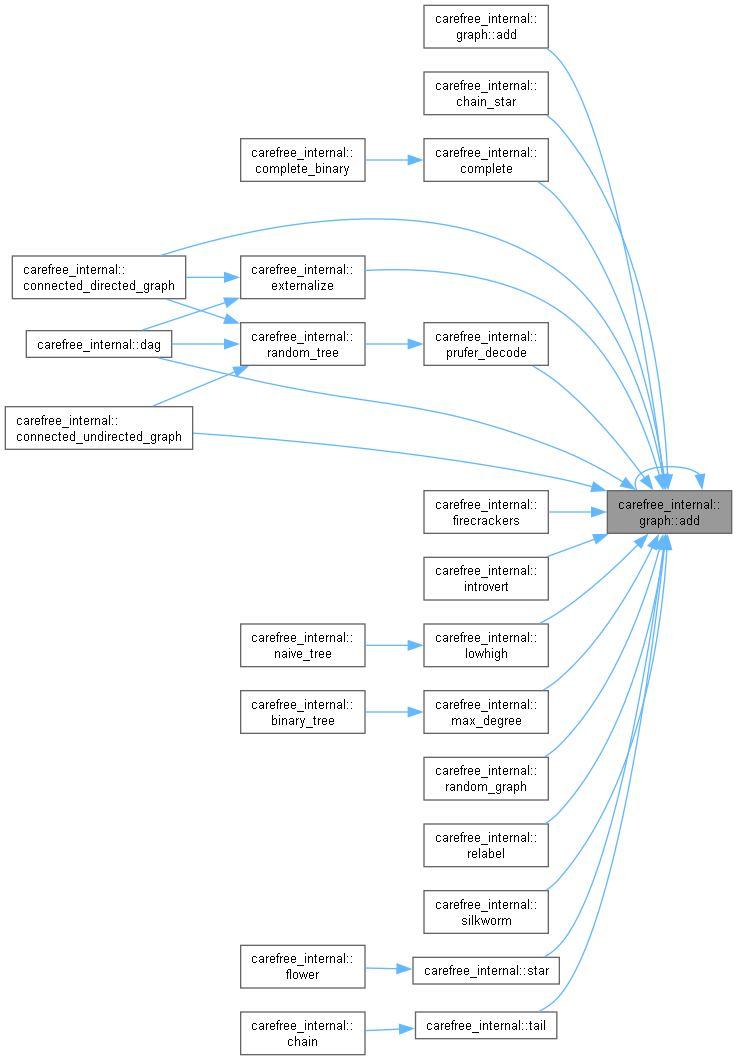 carefree_internal::
graph::add
carefree_internal::
chain_star
carefree_internal::
complete_binary
carefree_internal::
complete
carefree_internal::
connected_directed_graph
carefree_internal::
externalize
carefree_internal::dag
carefree_internal::
random_tree
carefree_internal::
prufer_decode
carefree_internal::
connected_undirected_graph
carefree_internal::
graph::add
carefree_internal::
firecrackers
carefree_internal::
introvert
carefree_internal::
naive_tree
carefree_internal::
lowhigh
carefree_internal::
binary_tree
carefree_internal::
max_degree
carefree_internal::
random_graph
carefree_internal::
relabel
carefree_internal::
silkworm
carefree_internal::
flower
carefree_internal::star
carefree_internal::
chain
carefree_internal::tail